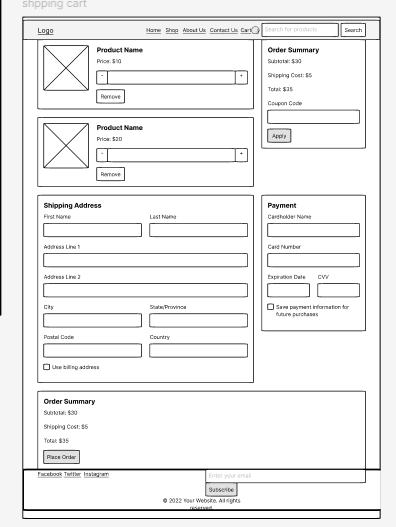 shipping cart
Logo
Home Shop About Us Contact Us Cart
Search for products
Search
Product Name
Price: $10
-
+
Remove
Product Name
Price: $20
-
+
Remove
Order Summary
Subtotal: $30
Shipping Cost: $5
Total: $35
Coupon Code
Apply
Shipping Address
First Name
Last Name
Address Line 1
Address Line 2
City
State/Province
Postal Code
Country
Use billing address
Payment
Cardholder Name
Card Number
Expiration Date
CVV
Save payment information for
future purchases
Order Summary
Subtotal: $30
Shipping Cost: $5
Total: $35
Place Order
Facebook Twitter Instagram
Enter your email
Subscribe
© 2022 Your Website. All rights
reserved.